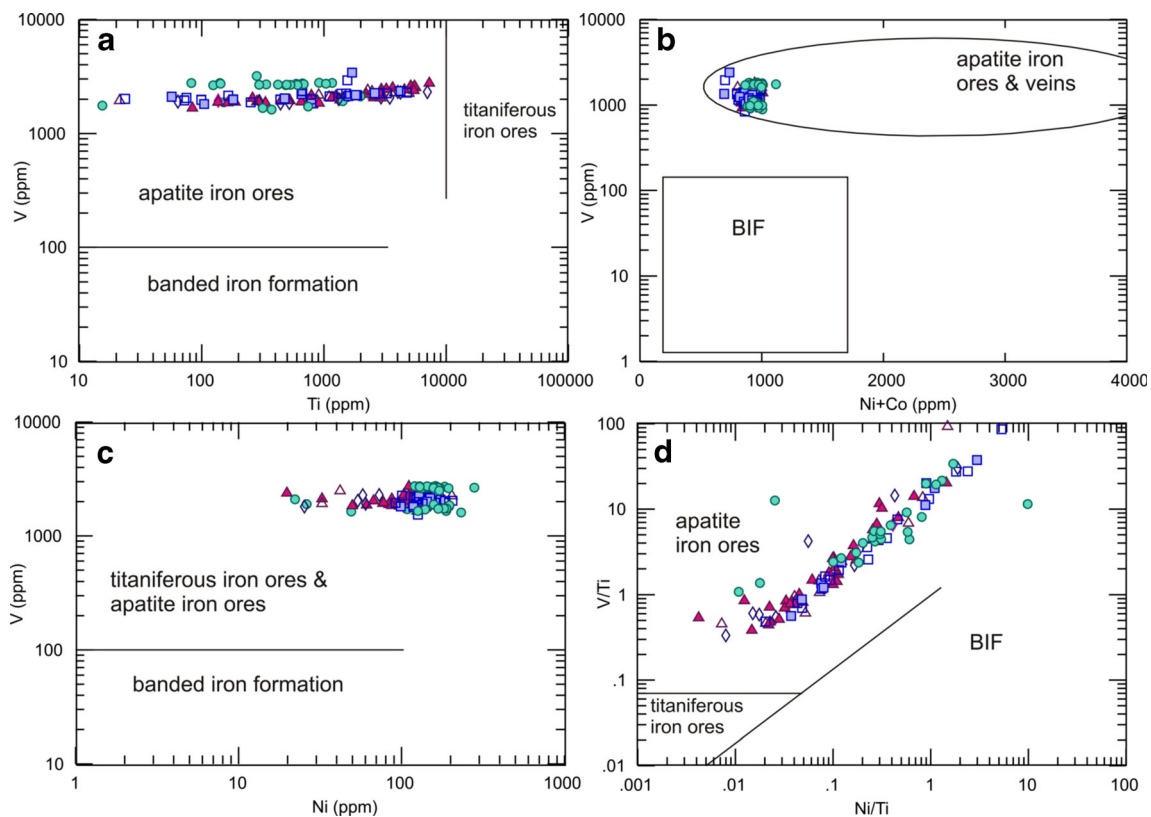 a
10000
1000
100
10
V (ppm)
apatite iron ores
banded iron formation
titaniferous
iron ores
10
100
1000
10000
100000
Ti (ppm)
b
10000
1000
100
10
1
V (ppm)
apatite iron
ores & veins
BIF
0
1000
2000
3000
4000
Ni+Co (ppm)
c
10000
1000
100
10
V (ppm)
titaniferous iron ores &
apatite iron ores
banded iron formation
1
10
100
1000
Ni (ppm)
d
100
10
1
.1
.01
V/Ti
apatite
iron ores
BIF
titaniferous
iron ores
.001
.01
.1
1
10
100
Ni/Ti